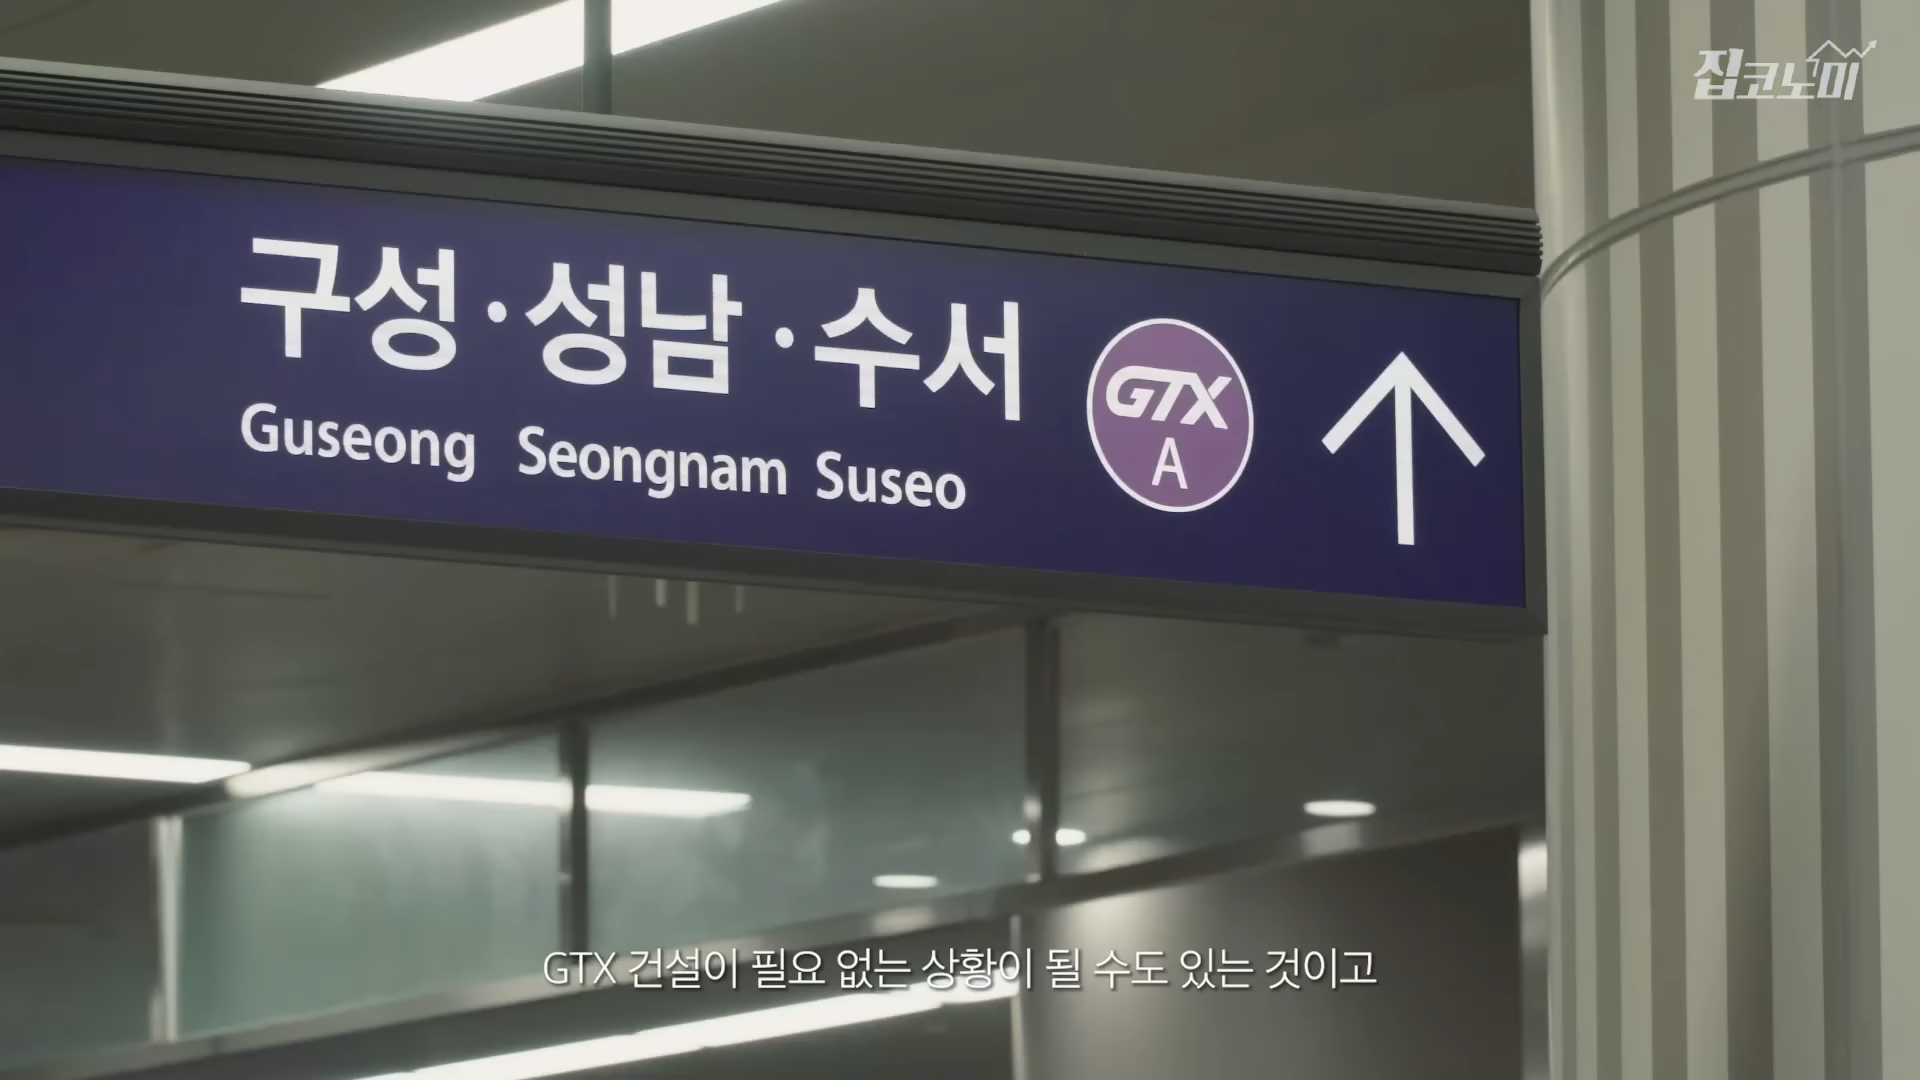 집코노미
구성·성남·수서
Guseong Seongnam Suseo
GTX
A
GTX 건설이 필요 없는 상황이 될 수도 있는 것이고